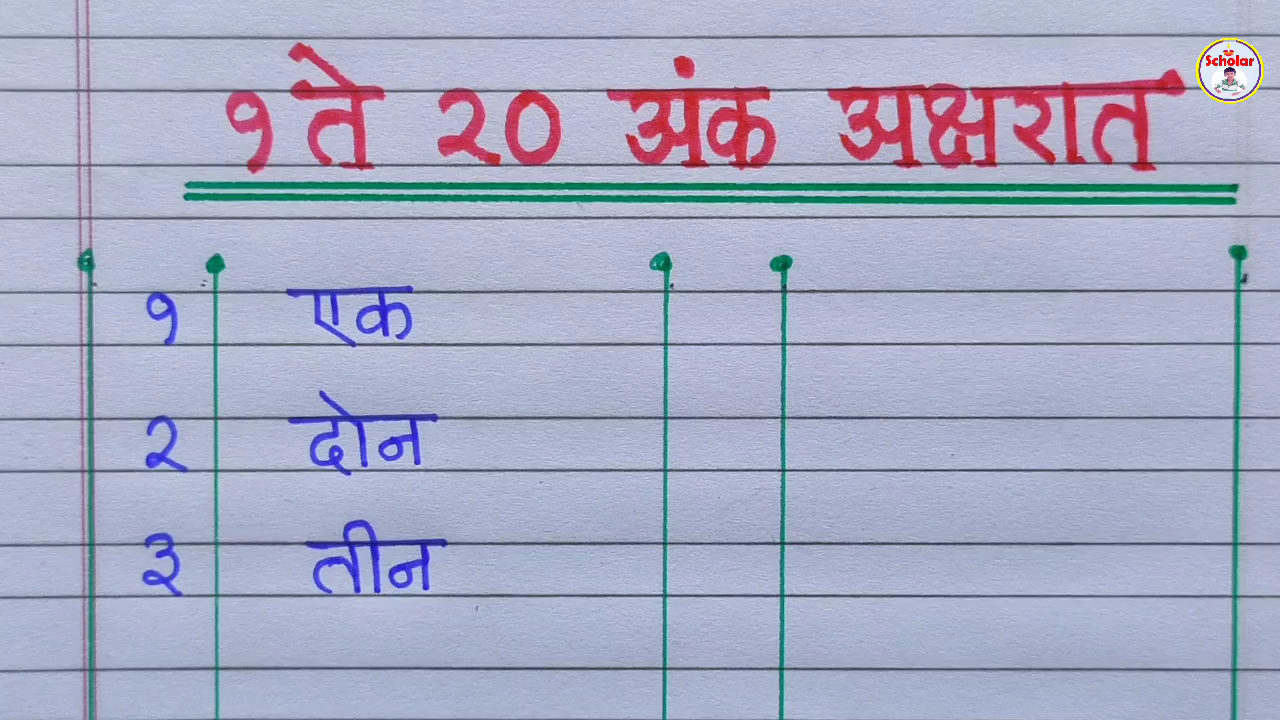 १ ते २० अंक अक्षरात
Scholar
१ एक
२ दोन
३ तीन